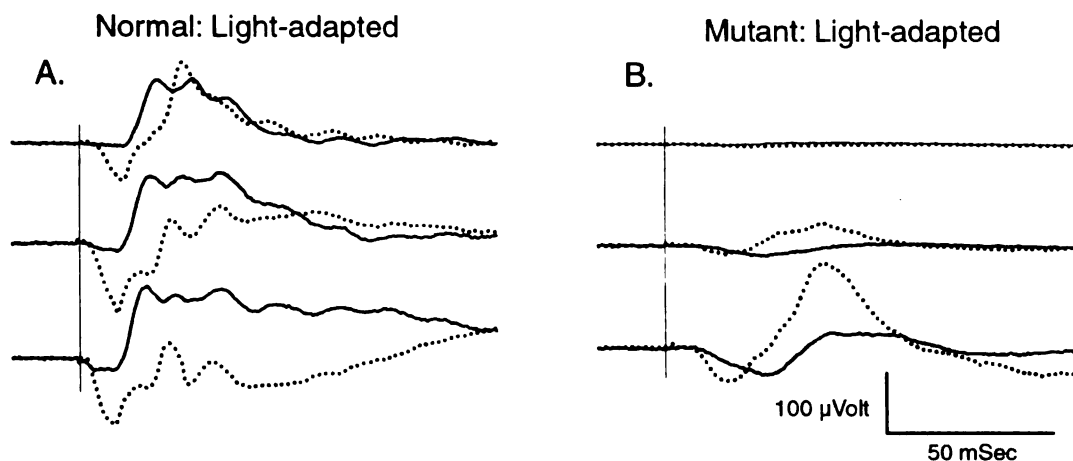 Normal: Light-adapted
Mutant: Light-adapted
A.
B.
100 µVolt
50 mSec